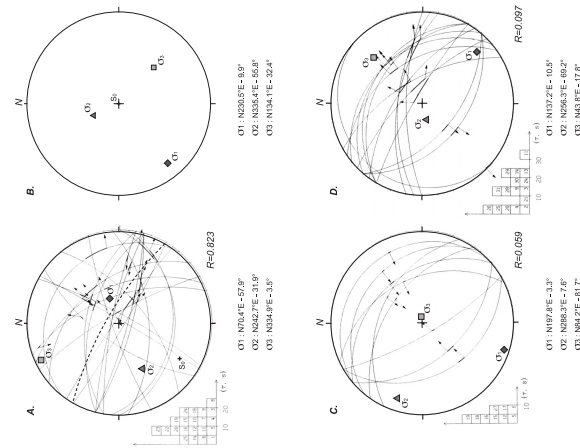 A.
N
σ3
σ1
σ2
S0
(τ, s)
10 20
R=0.823
σ1 : N70.4°E - 57.9°
σ2 : N242.7°E - 31.9°
σ3 : N334.9°E - 3.5°
B.
N
σ2
S0
σ3
σ1
σ1 : N230.5°E - 9.9°
σ2 : N335.4°E - 55.8°
σ3 : N134.1°E - 32.4°
C.
N
σ2
σ3
σ1
(τ, s)
10
R=0.059
σ1 : N197.8°E - 3.3°
σ2 : N288.3°E - 7.6°
σ3 : N84.2°E - 81.7°
D.
N
σ3
σ2
σ1
(τ, s)
10 20 30
R=0.097
σ1 : N137.2°E - 10.5°
σ2 : N256.3°E - 69.2°
σ3 : N43.8°E - 17.8°